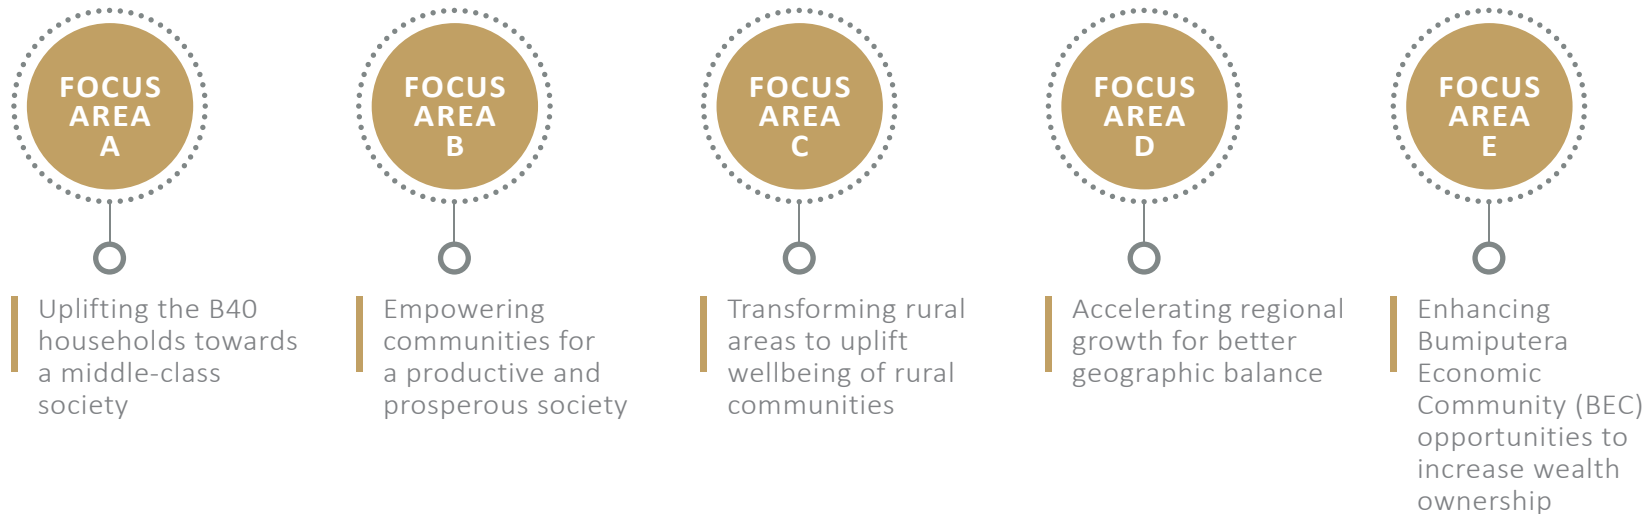 FOCUS
AREA
A
Uplifting the B40
households towards
a middle-class
society
FOCUS
AREA
B
Empowering
communities for
a productive and
prosperous society
FOCUS
AREA
C
Transforming rural
areas to uplift
wellbeing of rural
communities
FOCUS
AREA
D
Accelerating regional
growth for better
geographic balance
FOCUS
AREA
E
Enhancing
Bumiputera
Economic
Community (BEC)
opportunities to
increase wealth
ownership